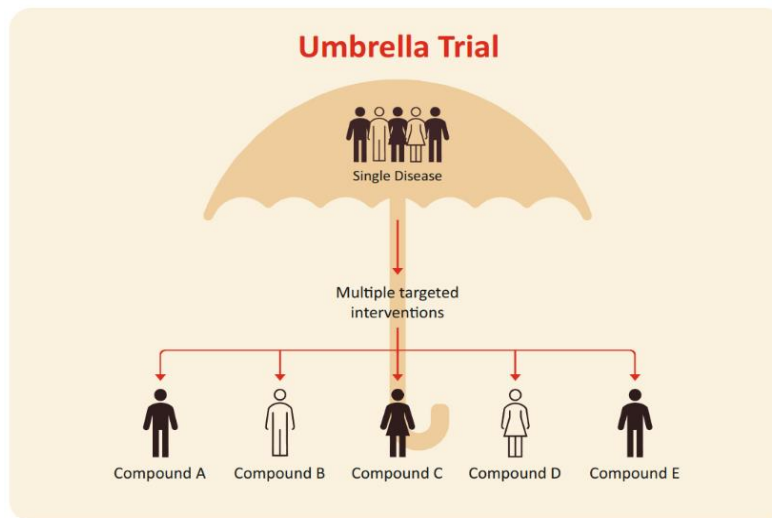 Umbrella Trial
Single Disease
Multiple targeted
interventions
Compound A
Compound B
Compound C
Compound D
Compound E